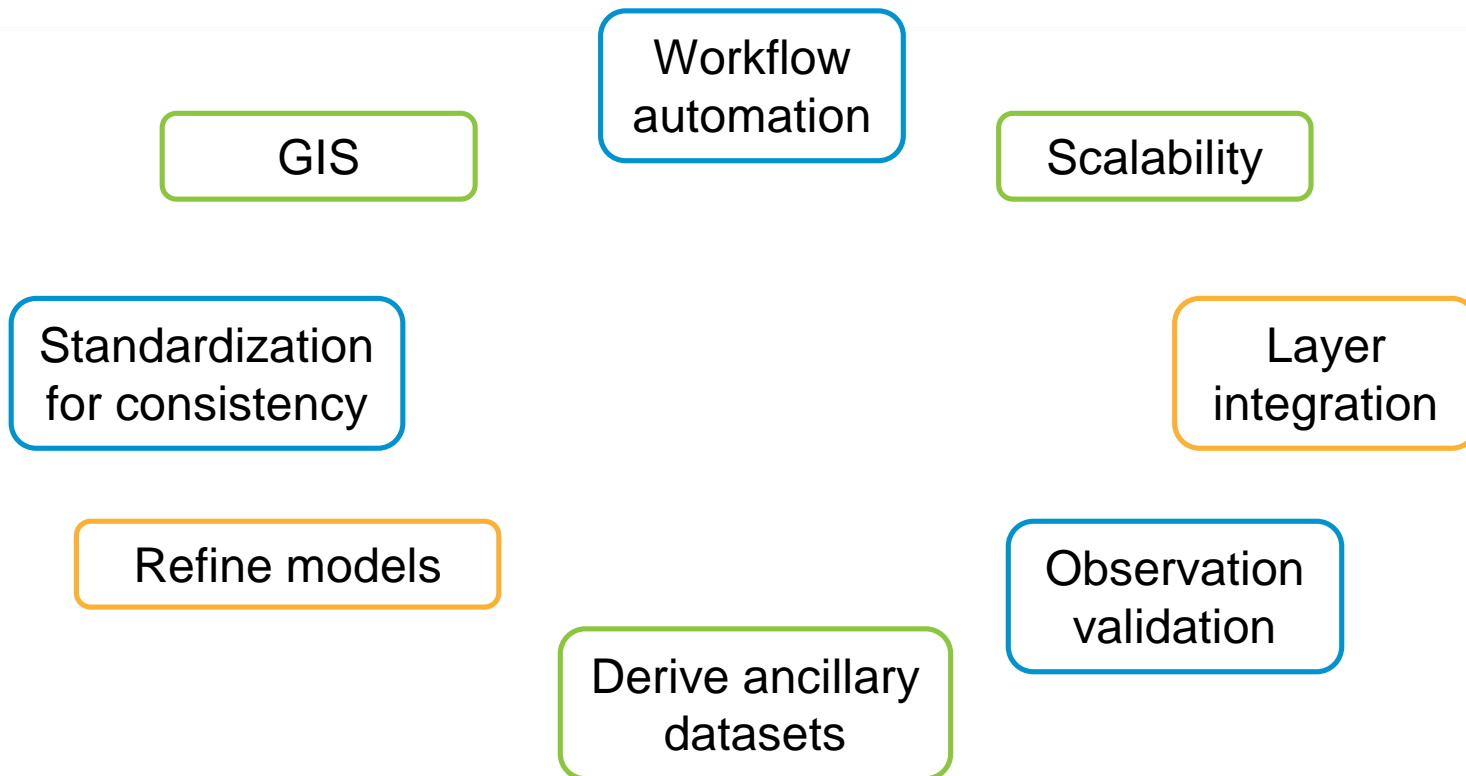 Workflow
automation
GIS
Scalability
Standardization
for consistency
Layer
integration
Refine models
Observation
validation
Derive ancillary
datasets